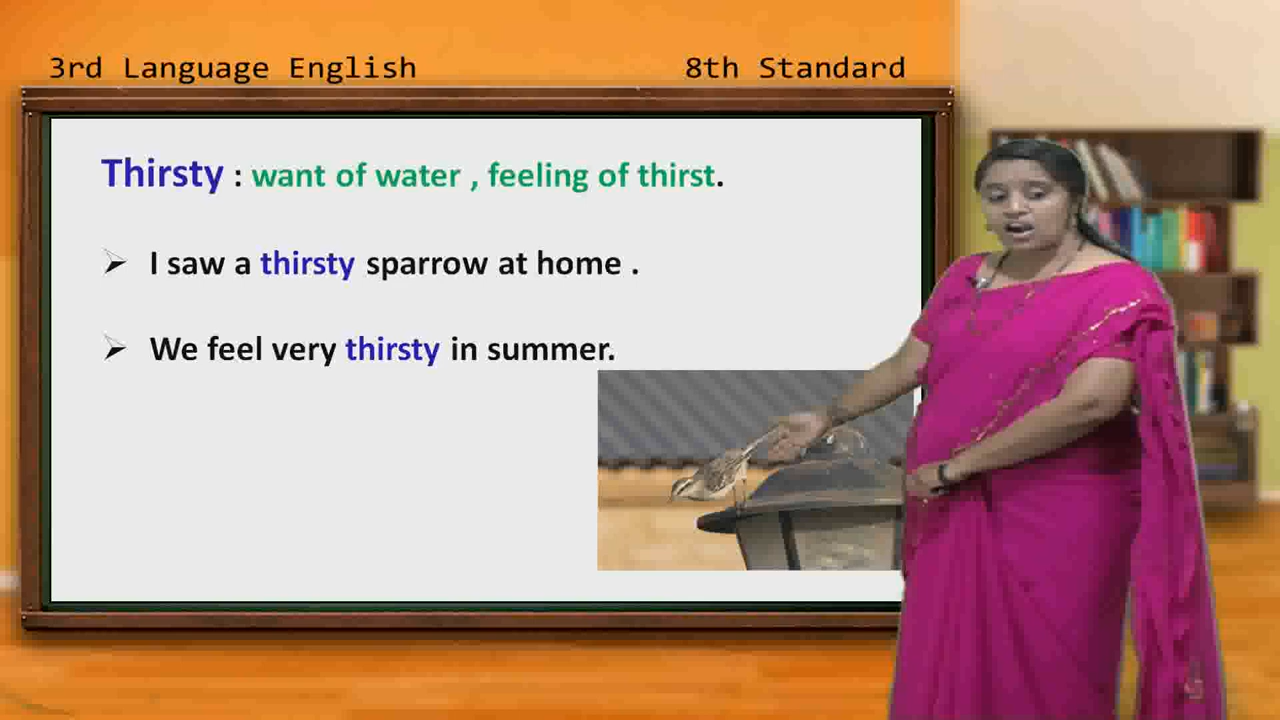 3rd Language English 8th Standard
Thirsty : want of water , feeling of thirst.
➢ I saw a thirsty sparrow at home .
➢ We feel very thirsty in summer.